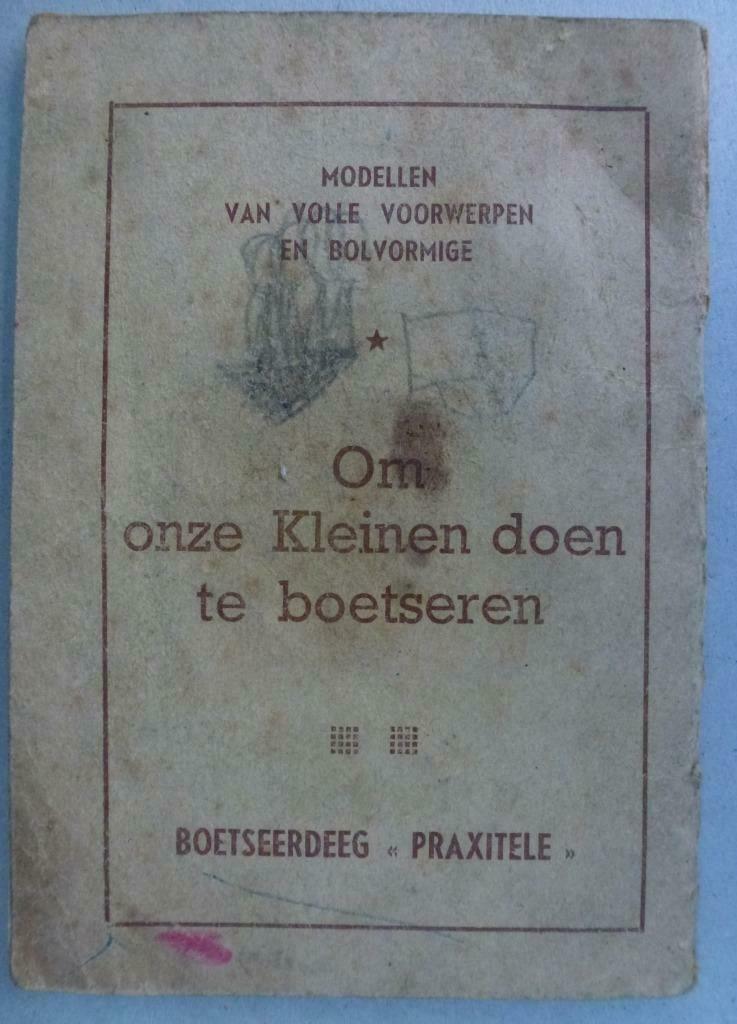 MODELLEN
VAN VOLLE VOORWERPEN
EN BOLVORMIGE
Om
onze Kleinen doen
te boetseren
BOETSEERDEEG « PRAXITELE »